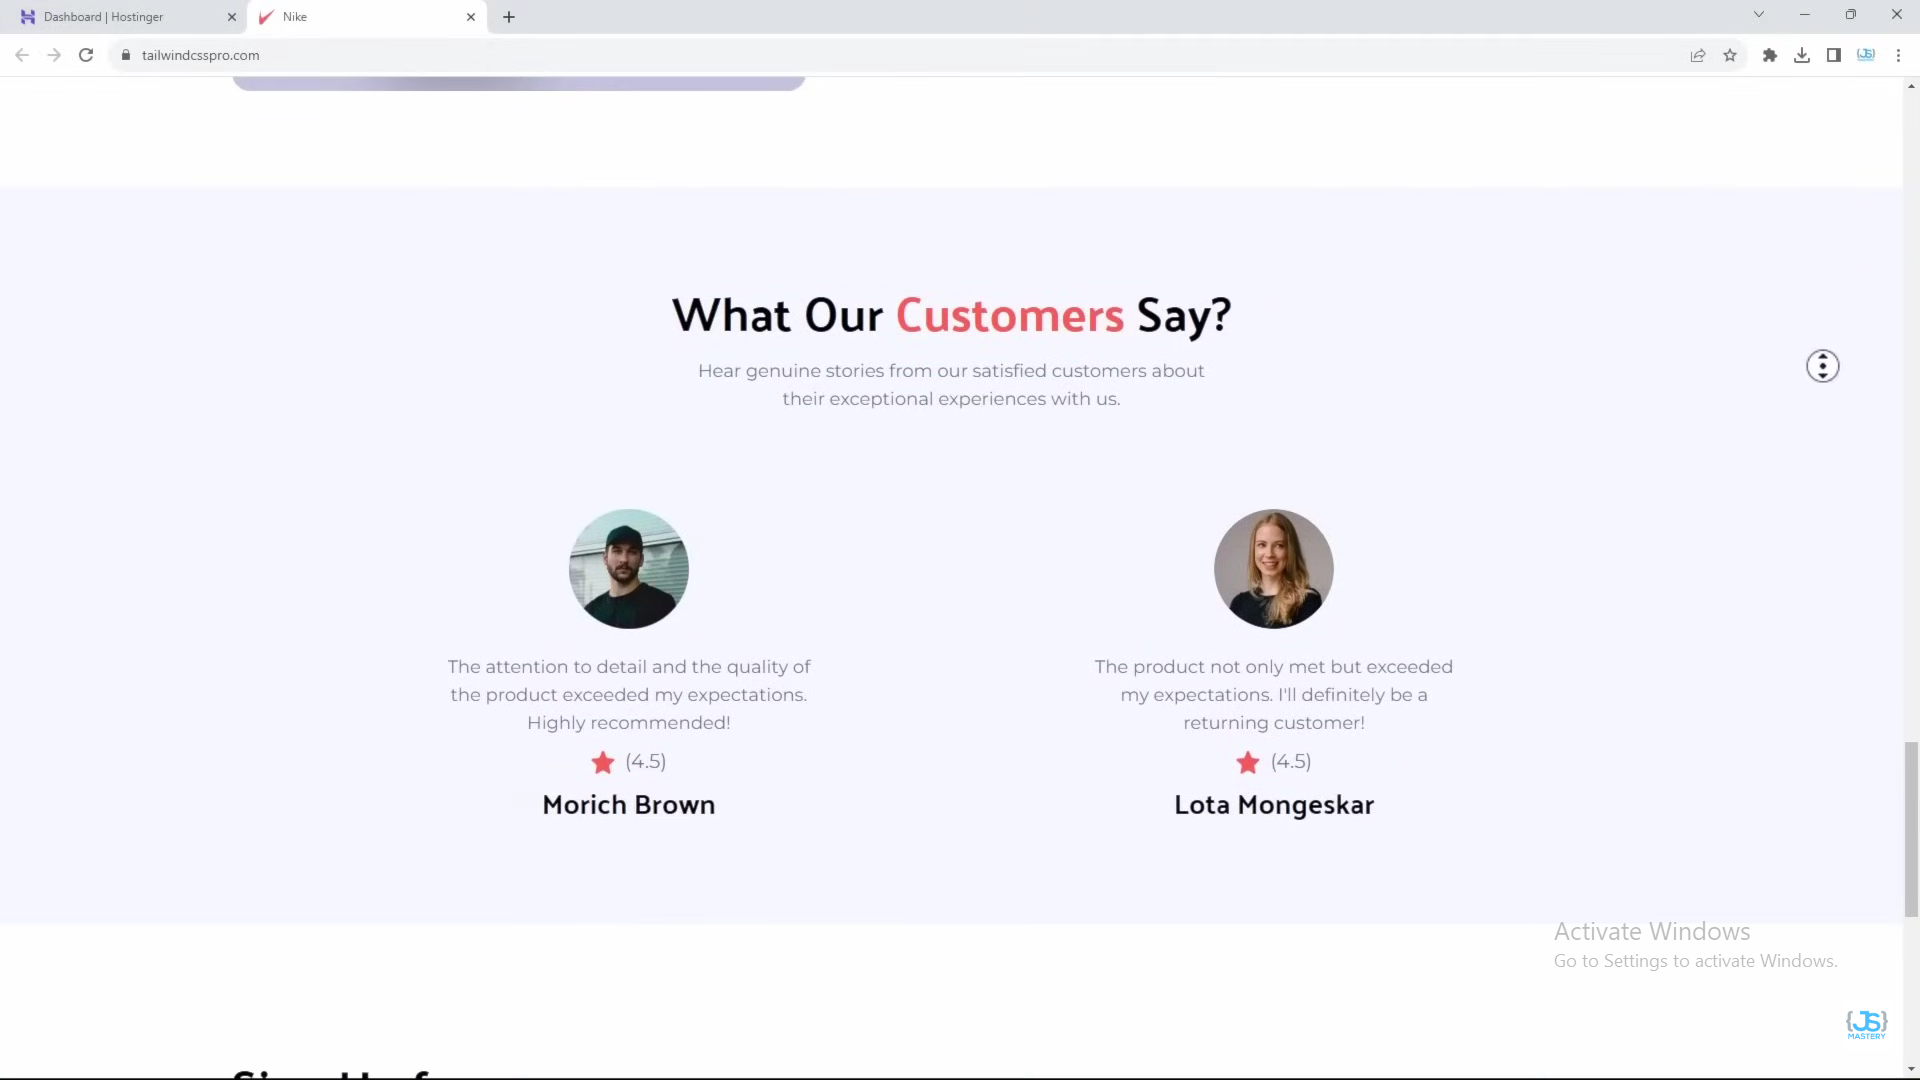 Dashboard | Hostinger
Nike
tailwindcsspro.com
What Our Customers Say?
Hear genuine stories from our satisfied customers about
their exceptional experiences with us.
The attention to detail and the quality of
the product exceeded my expectations.
Highly recommended!
(4.5)
Morich Brown
The product not only met but exceeded
my expectations. I'll definitely be a
returning customer!
(4.5)
Lota Mongeskar
Activate Windows
Go to Settings to activate Windows.
{JS}
MASTERY